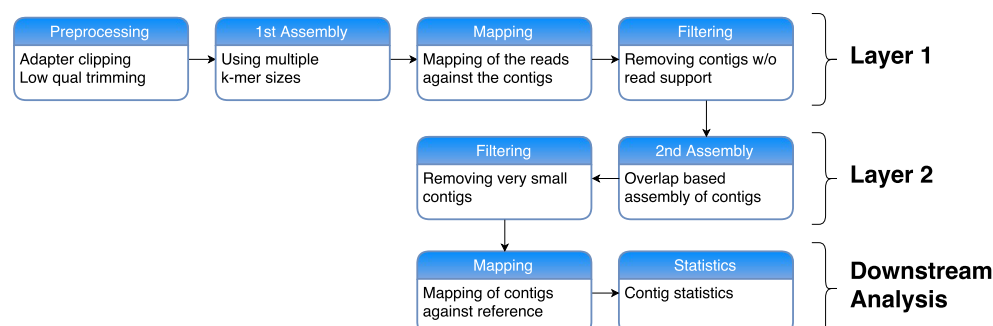 Preprocessing
Adapter clipping
Low qual trimming
1st Assembly
Using multiple
k-mer sizes
Mapping
Mapping of the reads
against the contigs
Filtering
Removing contigs w/o
read support
Layer 1
Filtering
Removing very small
contigs
2nd Assembly
Overlap based
assembly of contigs
Layer 2
Mapping
Mapping of contigs
against reference
Statistics
Contig statistics
Downstream
Analysis